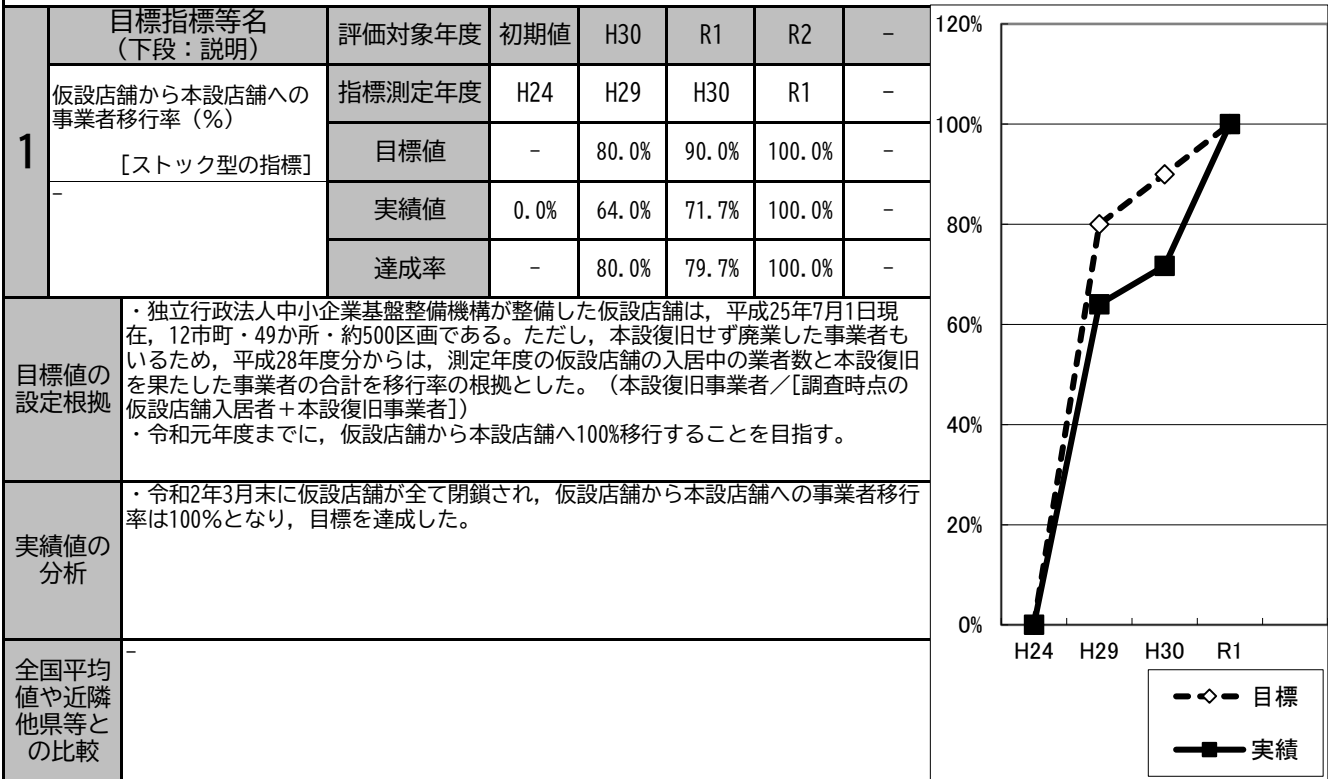 1
目標指標等名
（下段：説明）
評価対象年度 初期値 H30 R1 R2 －
仮設店舗から本設店舗への
事業者移行率（%）
［ストック型の指標］
－
指標測定年度 H24 H29 H30 R1 －
目標値 － 80.0% 90.0% 100.0% －
実績値 0.0% 64.0% 71.7% 100.0% －
達成率 － 80.0% 79.7% 100.0% －
目標値の
設定根拠
・独立行政法人中小企業基盤整備機構が整備した仮設店舗は，平成25年7月1日現
在，12市町・49か所・約500区画である。ただし，本設復旧せず廃業した事業者も
いるため，平成28年度分からは，測定年度の仮設店舗の入居中の業者数と本設復旧
を果たした事業者の合計を移行率の根拠とした。（本設復旧事業者／[調査時点の
仮設店舗入居者＋本設復旧事業者]）
・令和元年度までに，仮設店舗から本設店舗へ100%移行することを目指す。
実績値の
分析
・令和2年3月末に仮設店舗が全て閉鎖され，仮設店舗から本設店舗への事業者移行
率は100％となり，目標を達成した。
全国平均
値や近隣
他県等と
の比較
－
120%
100%
80%
60%
40%
20%
0%
H24 H29 H30 R1
目標
実績